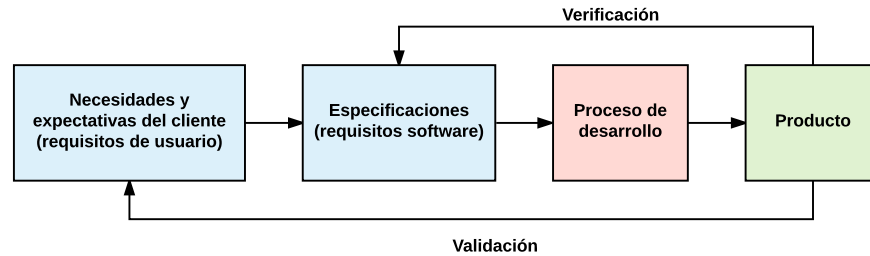 Verificación
Necesidades y
expectativas del cliente
(requisitos de usuario)
Especificaciones
(requisitos software)
Proceso de
desarrollo
Producto
Validación